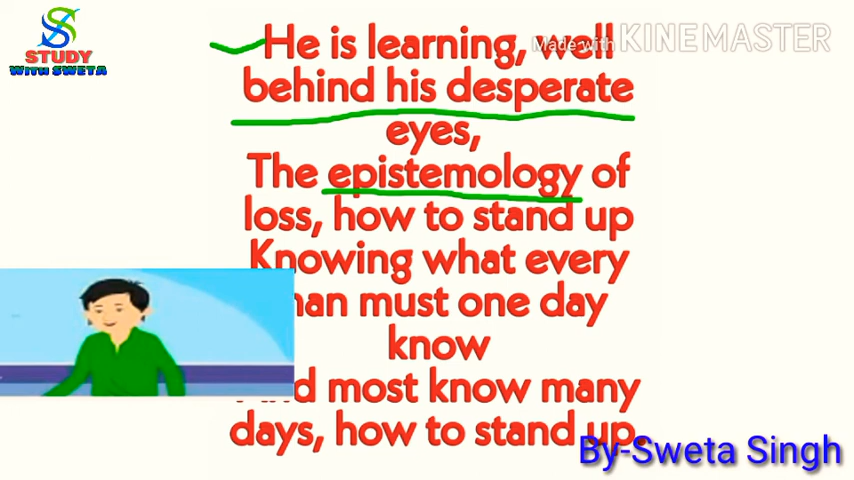 STUDY
WITH SWETA
Made with KINEMASTER
He is learning, well
behind his desperate
eyes,
The epistemology of
loss, how to stand up
Knowing what every
man must one day
know
And most know many
days, how to stand up.
By-Sweta Singh